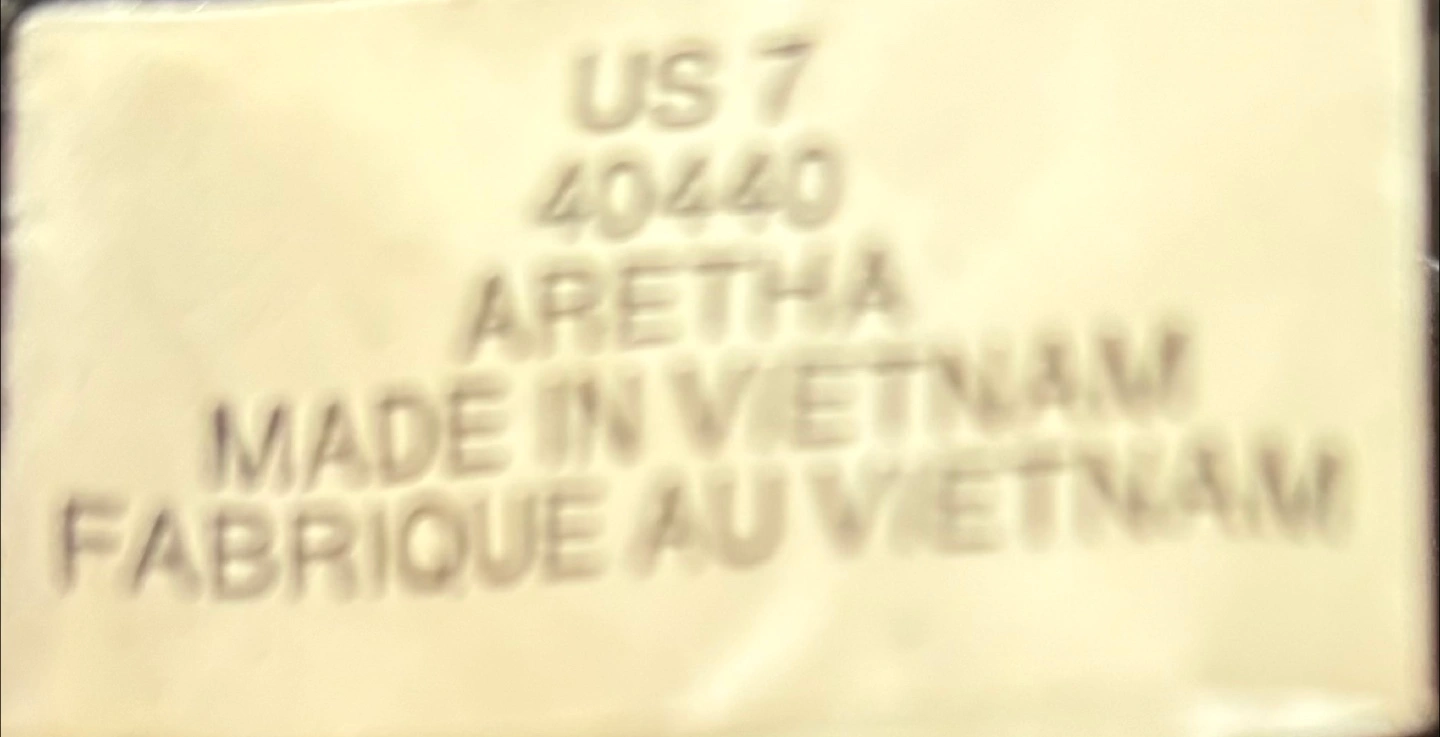 US 7
40440
ARETHA
MADE IN VIETNAM
FABRIQUE AU VIETNAM